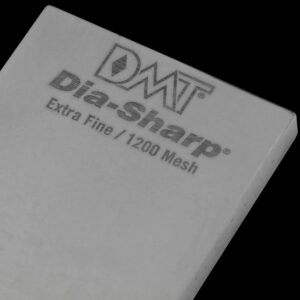 DMT
Dia-Sharp®
Extra Fine / 1200 Mesh